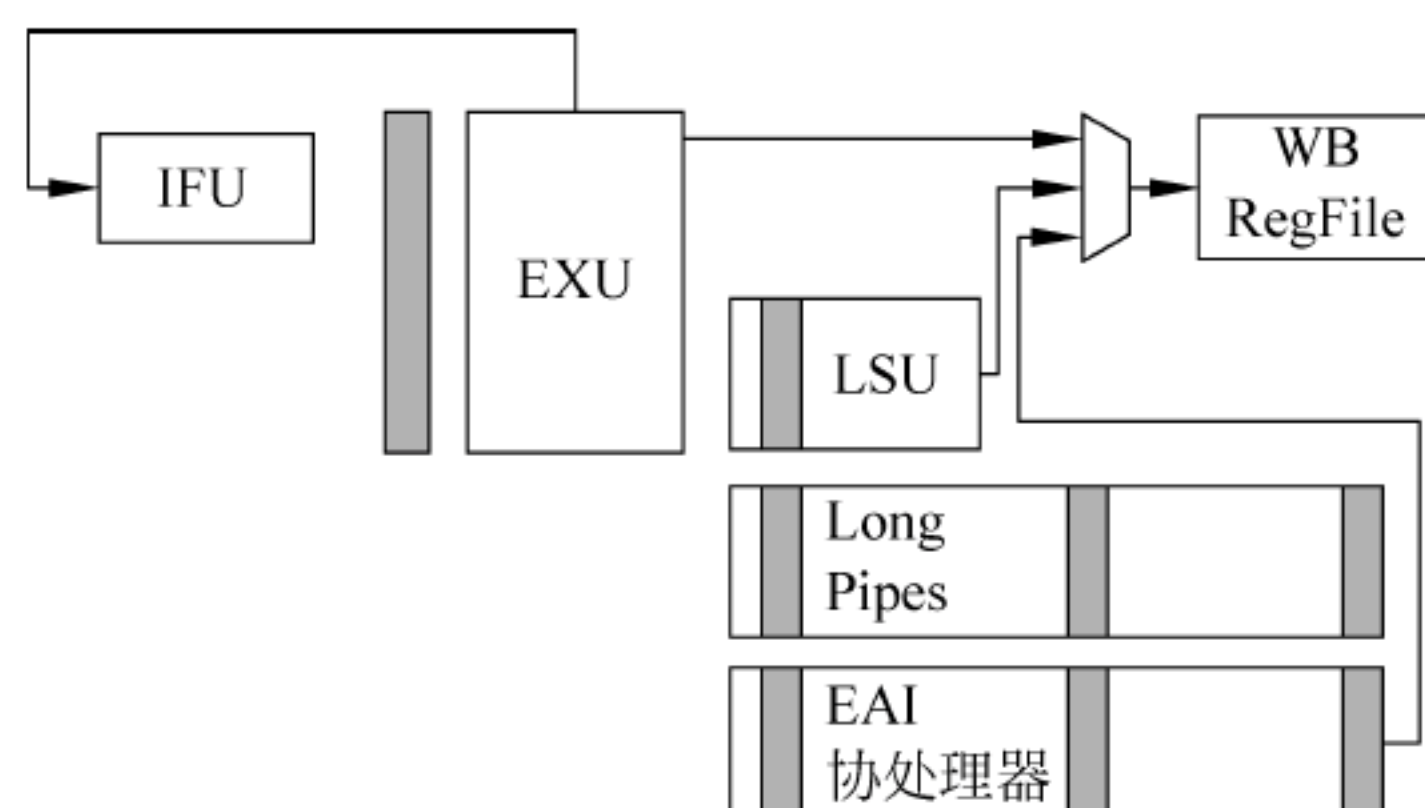 IFU
EXU
WB
RegFile
LSU
Long
Pipes
EAI
协处理器